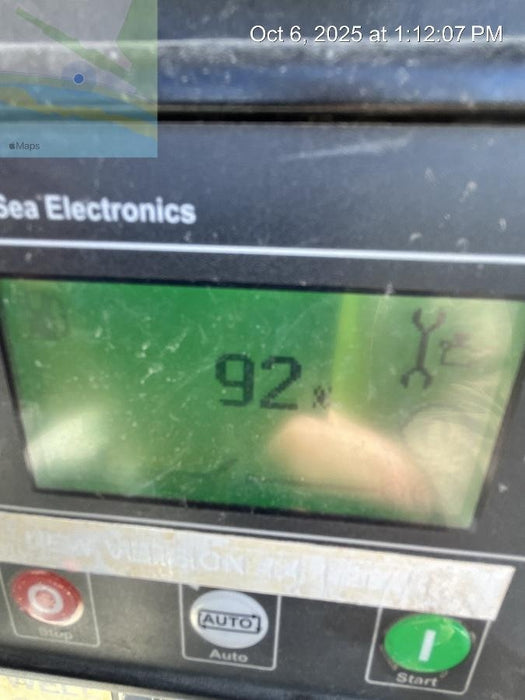 Oct 6, 2025 at 1:12:07 PM
Maps
Sea Electronics
92 %
AUTO
Stop
Auto
Start